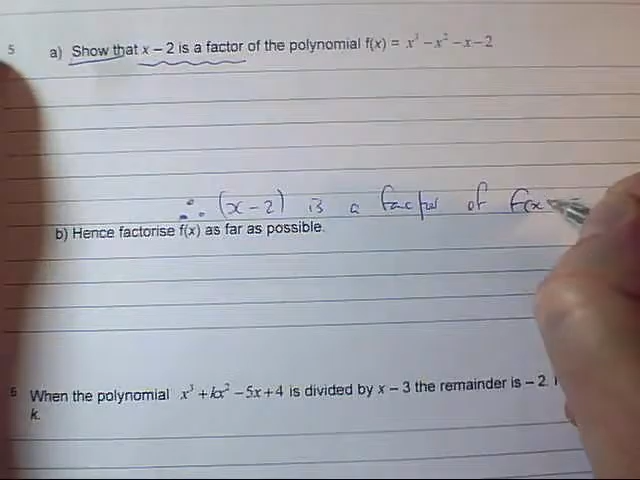 5 a) Show that x – 2 is a factor of the polynomial f(x) = x³ – x² – x – 2
∴ (x – 2) is a factor of f(x
b) Hence factorise f(x) as far as possible.
6 When the polynomial x³ + kx² – 5x + 4 is divided by x – 3 the remainder is – 2.
k.